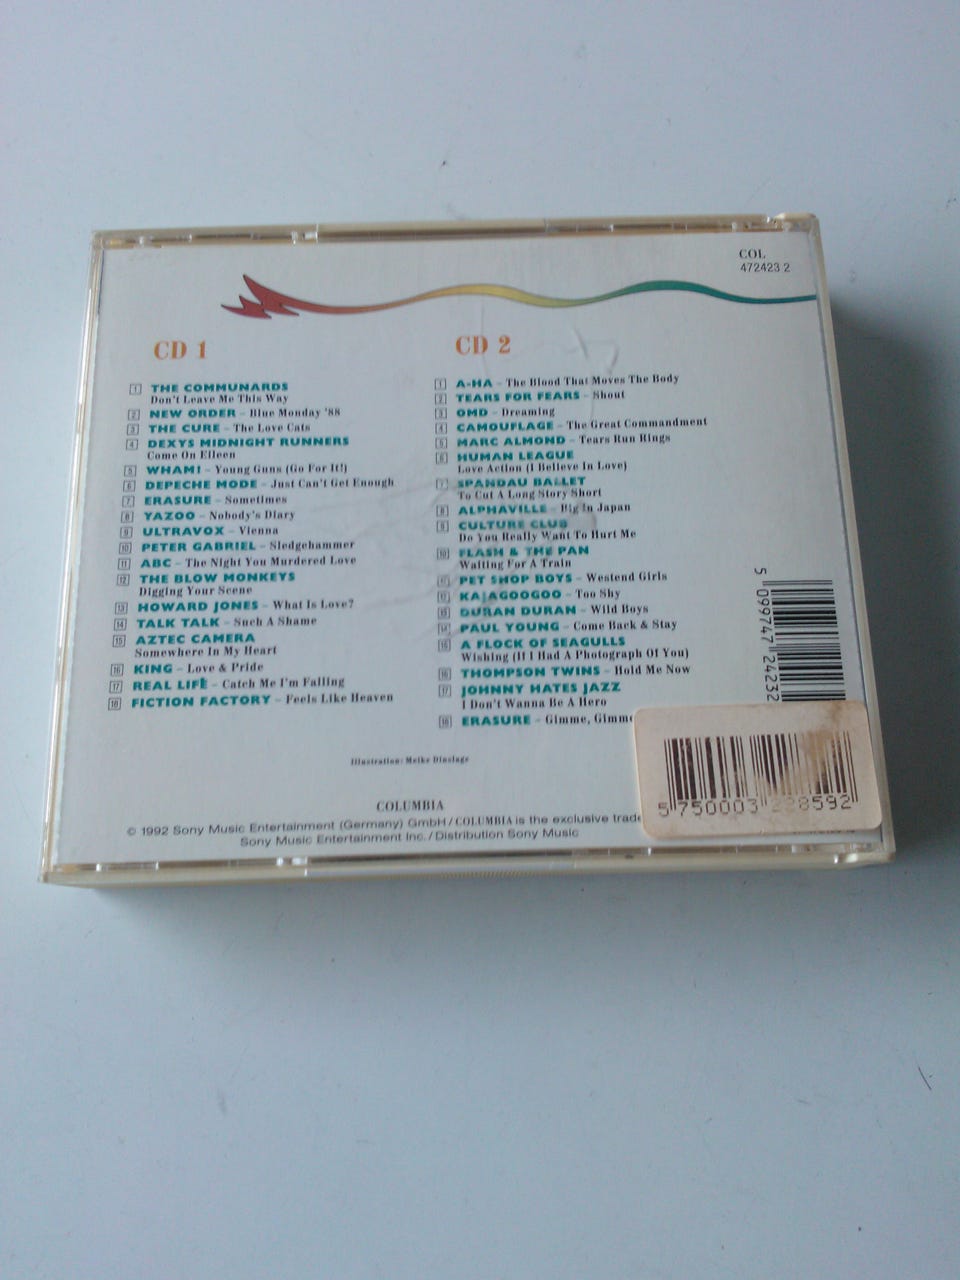 COL
472423 2
CD 1
1 THE COMMUNARDS
Don't Leave Me This Way
2 NEW ORDER – Blue Monday '88
3 THE CURE – The Love Cats
4 DEXYS MIDNIGHT RUNNERS
Come On Eileen
5 WHAM! – Young Guns (Go For It!)
6 DEPECHE MODE – Just Can't Get Enough
7 ERASURE – Sometimes
8 YAZOO – Nobody's Diary
9 ULTRAVOX – Vienna
10 PETER GABRIEL – Sledgehammer
11 ABC – The Night You Murdered Love
12 THE BLOW MONKEYS
Digging Your Scene
13 HOWARD JONES – What Is Love?
14 TALK TALK – Such A Shame
15 AZTEC CAMERA
Somewhere In My Heart
16 KING – Love & Pride
17 REAL LIFE – Catch Me I'm Falling
18 FICTION FACTORY – Feels Like Heaven
CD 2
1 A-HA – The Blood That Moves The Body
2 TEARS FOR FEARS – Shout
3 OMD – Dreaming
4 CAMOUFLAGE – The Great Commandment
5 MARC ALMOND – Tears Run Rings
6 HUMAN LEAGUE
Love Action (I Believe In Love)
7 SPANDAU BALLET
To Cut A Long Story Short
8 ALPHAVILLE – Big In Japan
9 CULTURE CLUB
Do You Really Want To Hurt Me
10 FLASH & THE PAN
Waiting For A Train
11 PET SHOP BOYS – Westend Girls
12 KAJAGOOGOO – Too Shy
13 DURAN DURAN – Wild Boys
14 PAUL YOUNG – Come Back & Stay
15 A FLOCK OF SEAGULLS
Wishing (If I Had A Photograph Of You)
16 THOMPSON TWINS – Hold Me Now
17 JOHNNY HATES JAZZ
I Don't Wanna Be A Hero
18 ERASURE – Gimme, Gimme
5 099747 24232
5 750003 228592
Illustration: Meike Dinslage
COLUMBIA
© 1992 Sony Music Entertainment (Germany) GmbH / COLUMBIA is the exclusive trade
Sony Music Entertainment Inc. / Distribution Sony Music